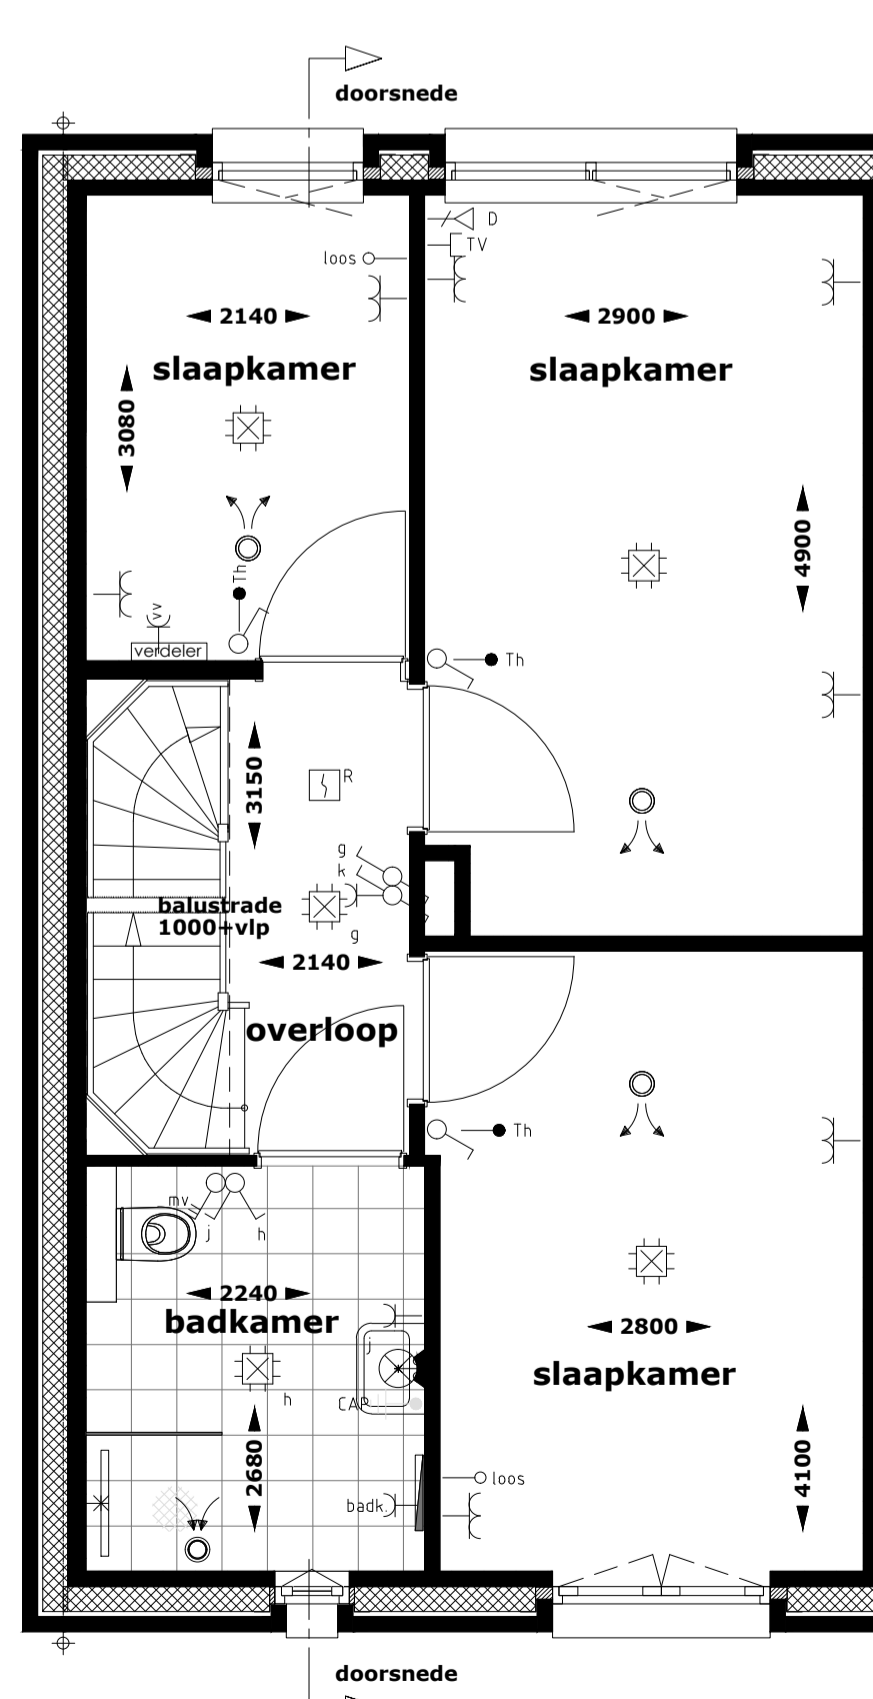 doorsnede
D
TV
loos
2140
2900
slaapkamer
slaapkamer
3080
4900
Th
vv
verdeler
Th
3150
R
g
k
balustrade
1000+vlp
g
2140
overloop
Th
mv
j
h
2240
badkamer
2800
j
slaapkamer
h
CAP
2680
4100
loos
badk.
doorsnede